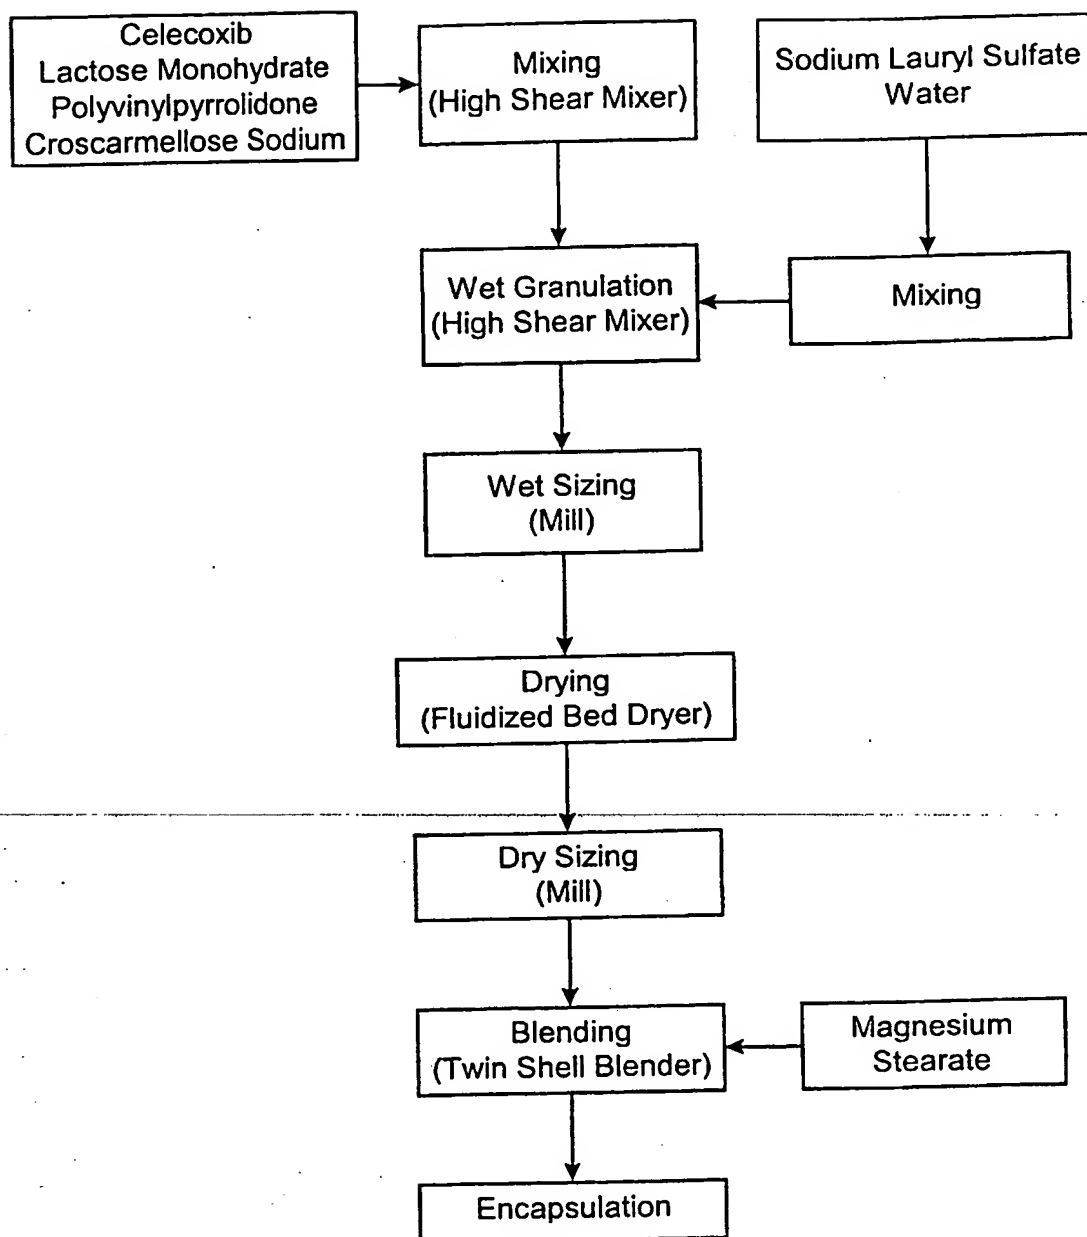 Celecoxib
Lactose Monohydrate
Polyvinylpyrrolidone
Croscarmellose Sodium
Mixing
(High Shear Mixer)
Sodium Lauryl Sulfate
Water
Wet Granulation
(High Shear Mixer)
Mixing
Wet Sizing
(Mill)
Drying
(Fluidized Bed Dryer)
Dry Sizing
(Mill)
Blending
(Twin Shell Blender)
Magnesium
Stearate
Encapsulation